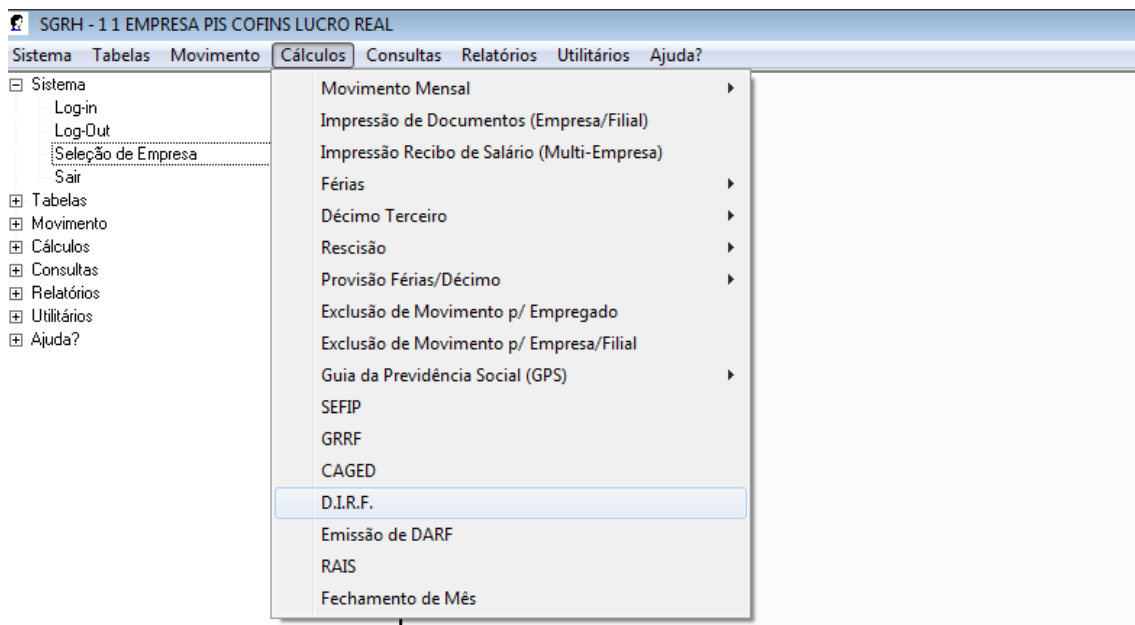 SGRH - 1 1 EMPRESA PIS COFINS LUCRO REAL
Sistema Tabelas Movimento Cálculos Consultas Relatórios Utilitários Ajuda?
Sistema
Log-in
Log-Out
Seleção de Empresa
Sair
Tabelas
Movimento
Cálculos
Consultas
Relatórios
Utilitários
Ajuda?
Movimento Mensal
Impressão de Documentos (Empresa/Filial)
Impressão Recibo de Salário (Multi-Empresa)
Férias
Décimo Terceiro
Rescisão
Provisão Férias/Décimo
Exclusão de Movimento p/ Empregado
Exclusão de Movimento p/ Empresa/Filial
Guia da Previdência Social (GPS)
SEFIP
GRRF
CAGED
D.I.R.F.
Emissão de DARF
RAIS
Fechamento de Mês